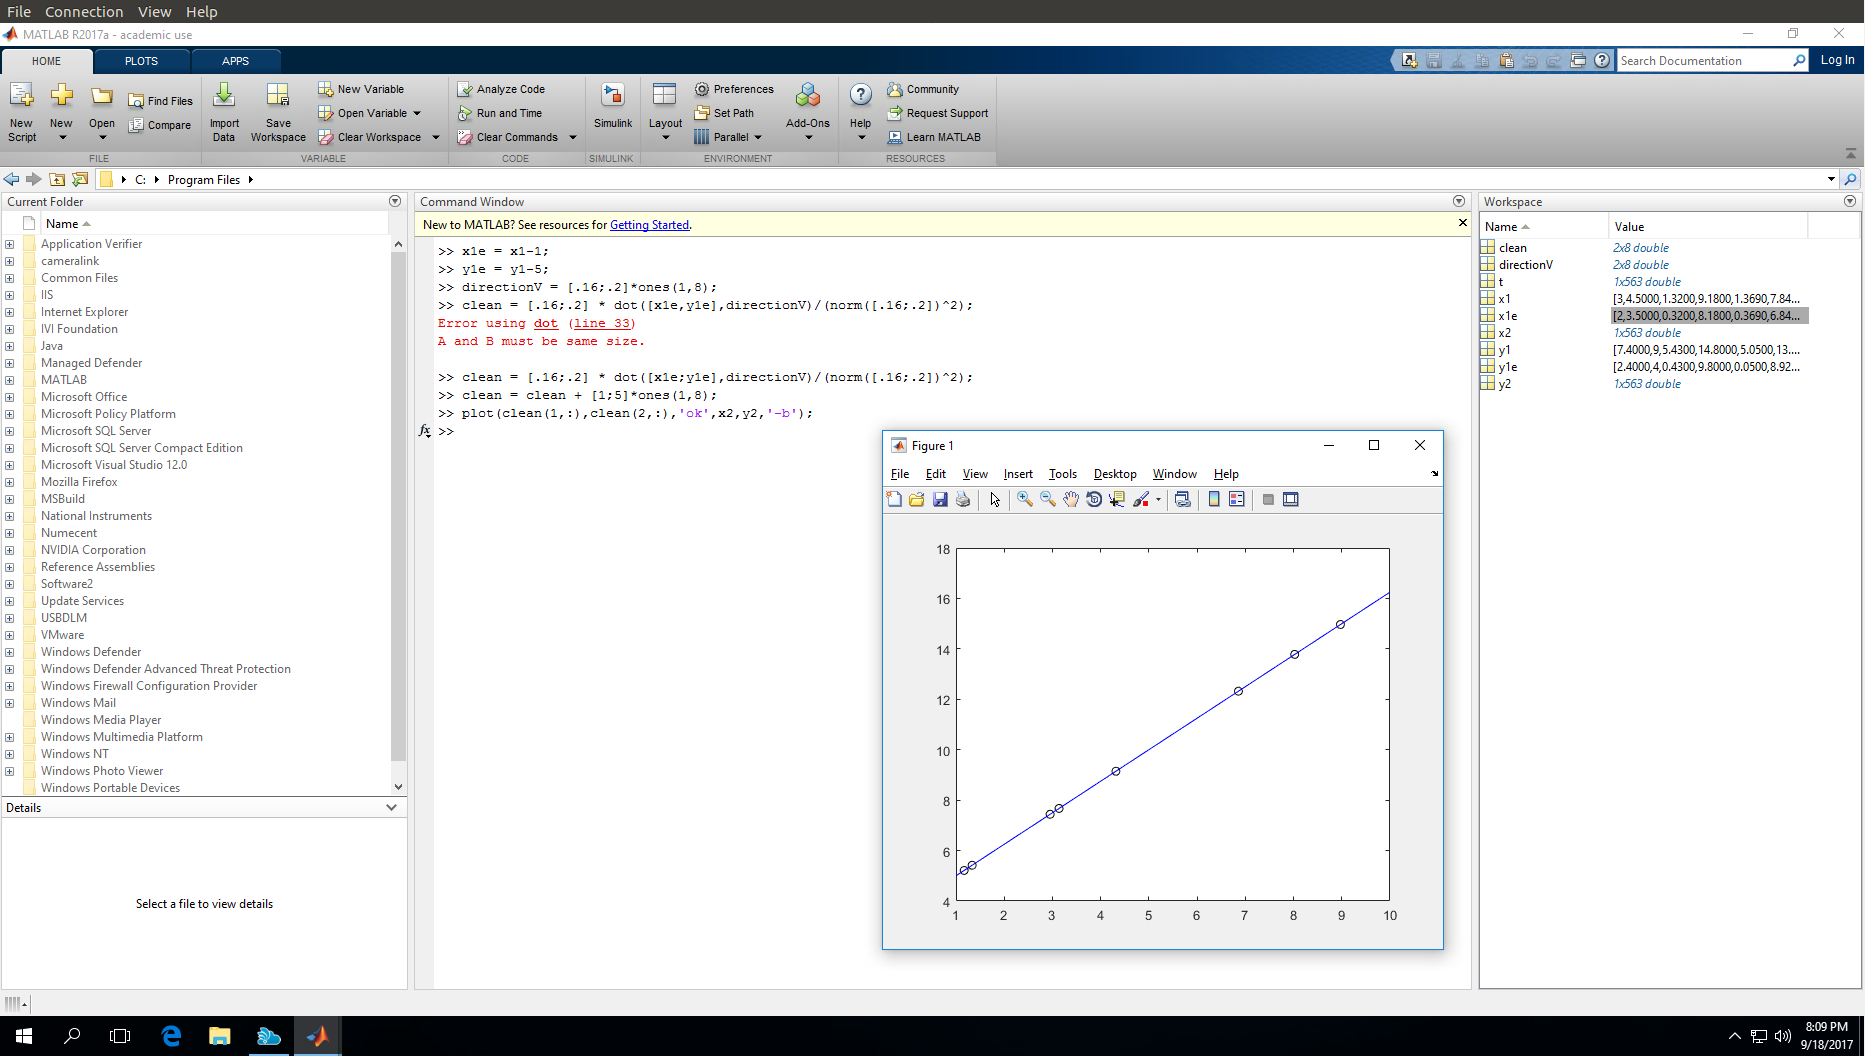 File Connection View Help
MATLAB R2017a - academic use
HOME PLOTS APPS
Search Documentation
Log In
New Script
New
Open
Find Files
Compare
FILE
Import Data
Save Workspace
New Variable
Open Variable
Clear Workspace
VARIABLE
Analyze Code
Run and Time
Clear Commands
CODE
Simulink
SIMULINK
Layout
Preferences
Set Path
Parallel
Add-Ons
ENVIRONMENT
Help
Community
Request Support
Learn MATLAB
RESOURCES
C: Program Files
Current Folder
Name
Application Verifier
cameralink
Common Files
IIS
Internet Explorer
IVI Foundation
Java
Managed Defender
MATLAB
Microsoft Office
Microsoft Policy Platform
Microsoft SQL Server
Microsoft SQL Server Compact Edition
Microsoft Visual Studio 12.0
Mozilla Firefox
MSBuild
National Instruments
Numecent
NVIDIA Corporation
Reference Assemblies
Software2
Update Services
USBDLM
VMware
Windows Defender
Windows Defender Advanced Threat Protection
Windows Firewall Configuration Provider
Windows Mail
Windows Media Player
Windows Multimedia Platform
Windows NT
Windows Photo Viewer
Windows Portable Devices
Details
Select a file to view details
Command Window
New to MATLAB? See resources for Getting Started.
>> x1e = x1-1;
>> y1e = y1-5;
>> directionV = [.16;.2]*ones(1,8);
>> clean = [.16;.2] * dot([x1e,y1e],directionV)/(norm([.16;.2])^2);
Error using dot (line 33)
A and B must be same size.
>> clean = [.16;.2] * dot([x1e;y1e],directionV)/(norm([.16;.2])^2);
>> clean = clean + [1;5]*ones(1,8);
>> plot(clean(1,:),clean(2,:),'ok',x2,y2,'-b');
fx >>
Figure 1
File Edit View Insert Tools Desktop Window Help
18
16
14
12
10
8
6
4
1 2 3 4 5 6 7 8 9 10
Workspace
Name Value
clean 2x8 double
directionV 2x8 double
t 1x563 double
x1 [3,4.5000,1.3200,9.1800,1.3690,7.84...
x1e [2,3.5000,0.3200,8.1800,0.3690,6.84...
x2 1x563 double
y1 [7.4000,9,5.4300,14.8000,5.0500,13....
y1e [2.4000,4,0.4300,9.8000,0.0500,8.92...
y2 1x563 double
8:09 PM
9/18/2017